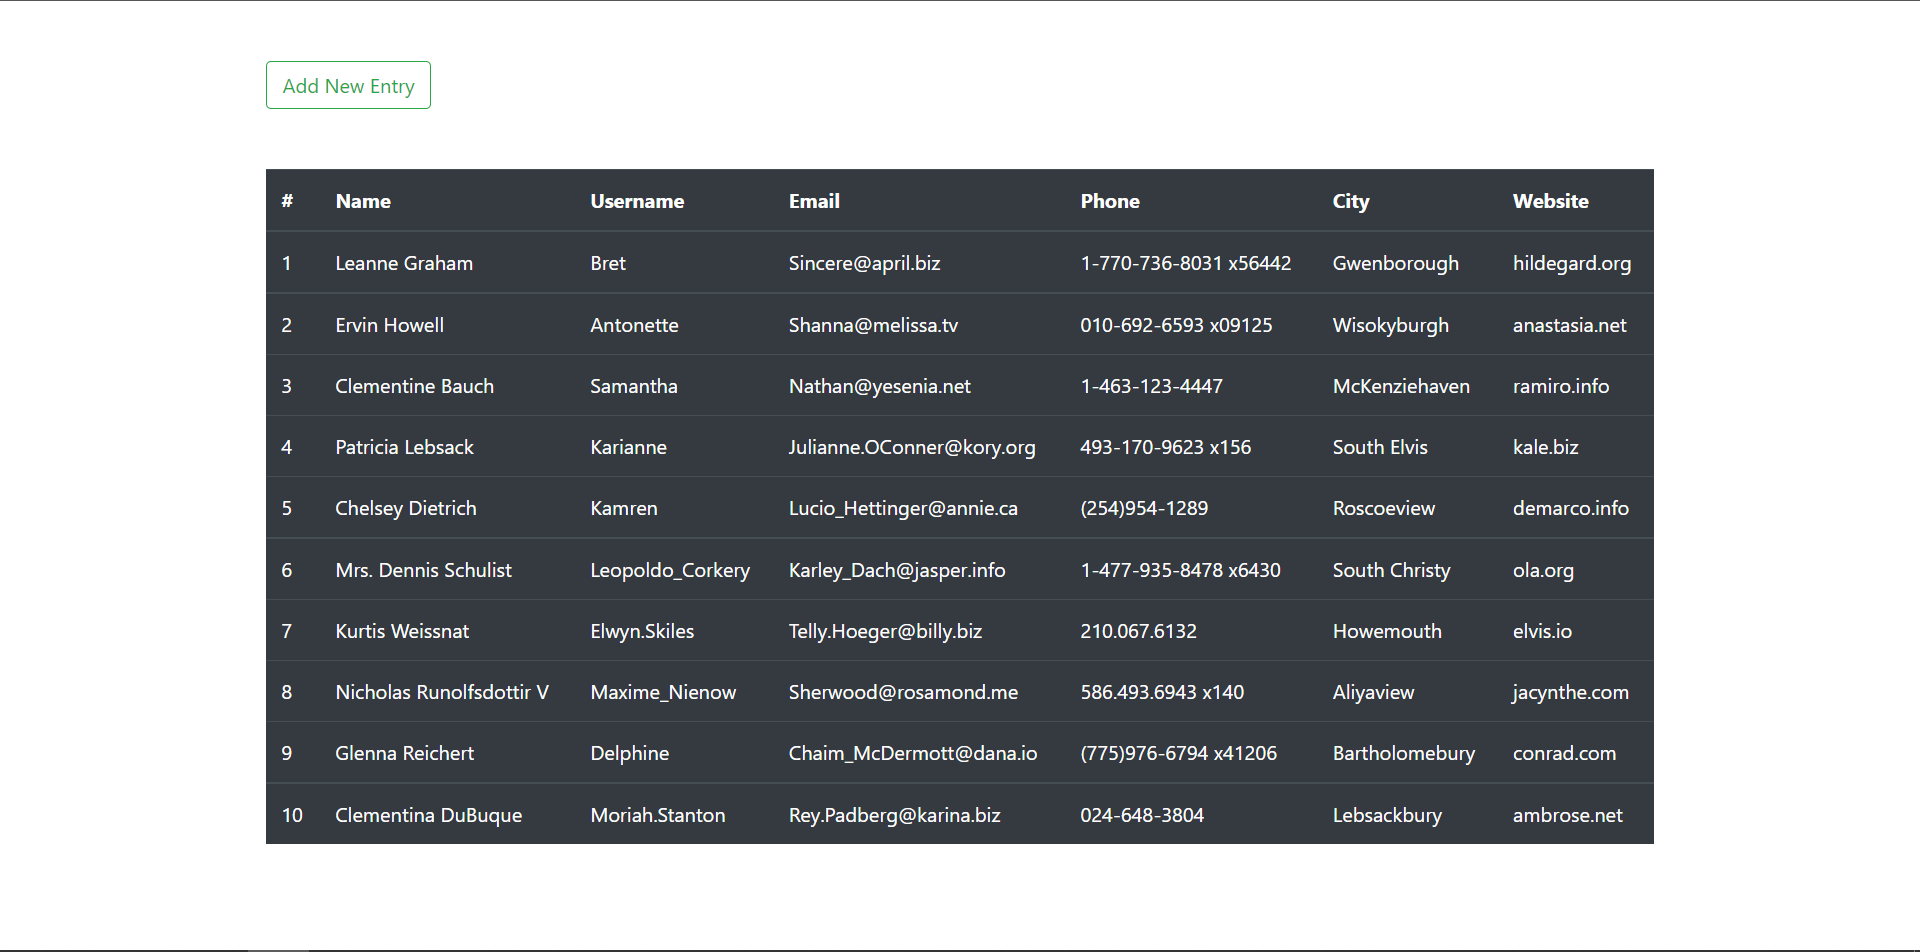 Add New Entry
# Name Username Email Phone City Website
1 Leanne Graham Bret Sincere@april.biz 1-770-736-8031 x56442 Gwenborough hildegard.org
2 Ervin Howell Antonette Shanna@melissa.tv 010-692-6593 x09125 Wisokyburgh anastasia.net
3 Clementine Bauch Samantha Nathan@yesenia.net 1-463-123-4447 McKenziehaven ramiro.info
4 Patricia Lebsack Karianne Julianne.OConner@kory.org 493-170-9623 x156 South Elvis kale.biz
5 Chelsey Dietrich Kamren Lucio_Hettinger@annie.ca (254)954-1289 Roscoeview demarco.info
6 Mrs. Dennis Schulist Leopoldo_Corkery Karley_Dach@jasper.info 1-477-935-8478 x6430 South Christy ola.org
7 Kurtis Weissnat Elwyn.Skiles Telly.Hoeger@billy.biz 210.067.6132 Howemouth elvis.io
8 Nicholas Runolfsdottir V Maxime_Nienow Sherwood@rosamond.me 586.493.6943 x140 Aliyaview jacynthe.com
9 Glenna Reichert Delphine Chaim_McDermott@dana.io (775)976-6794 x41206 Bartholomebury conrad.com
10 Clementina DuBuque Moriah.Stanton Rey.Padberg@karina.biz 024-648-3804 Lebsackbury ambrose.net